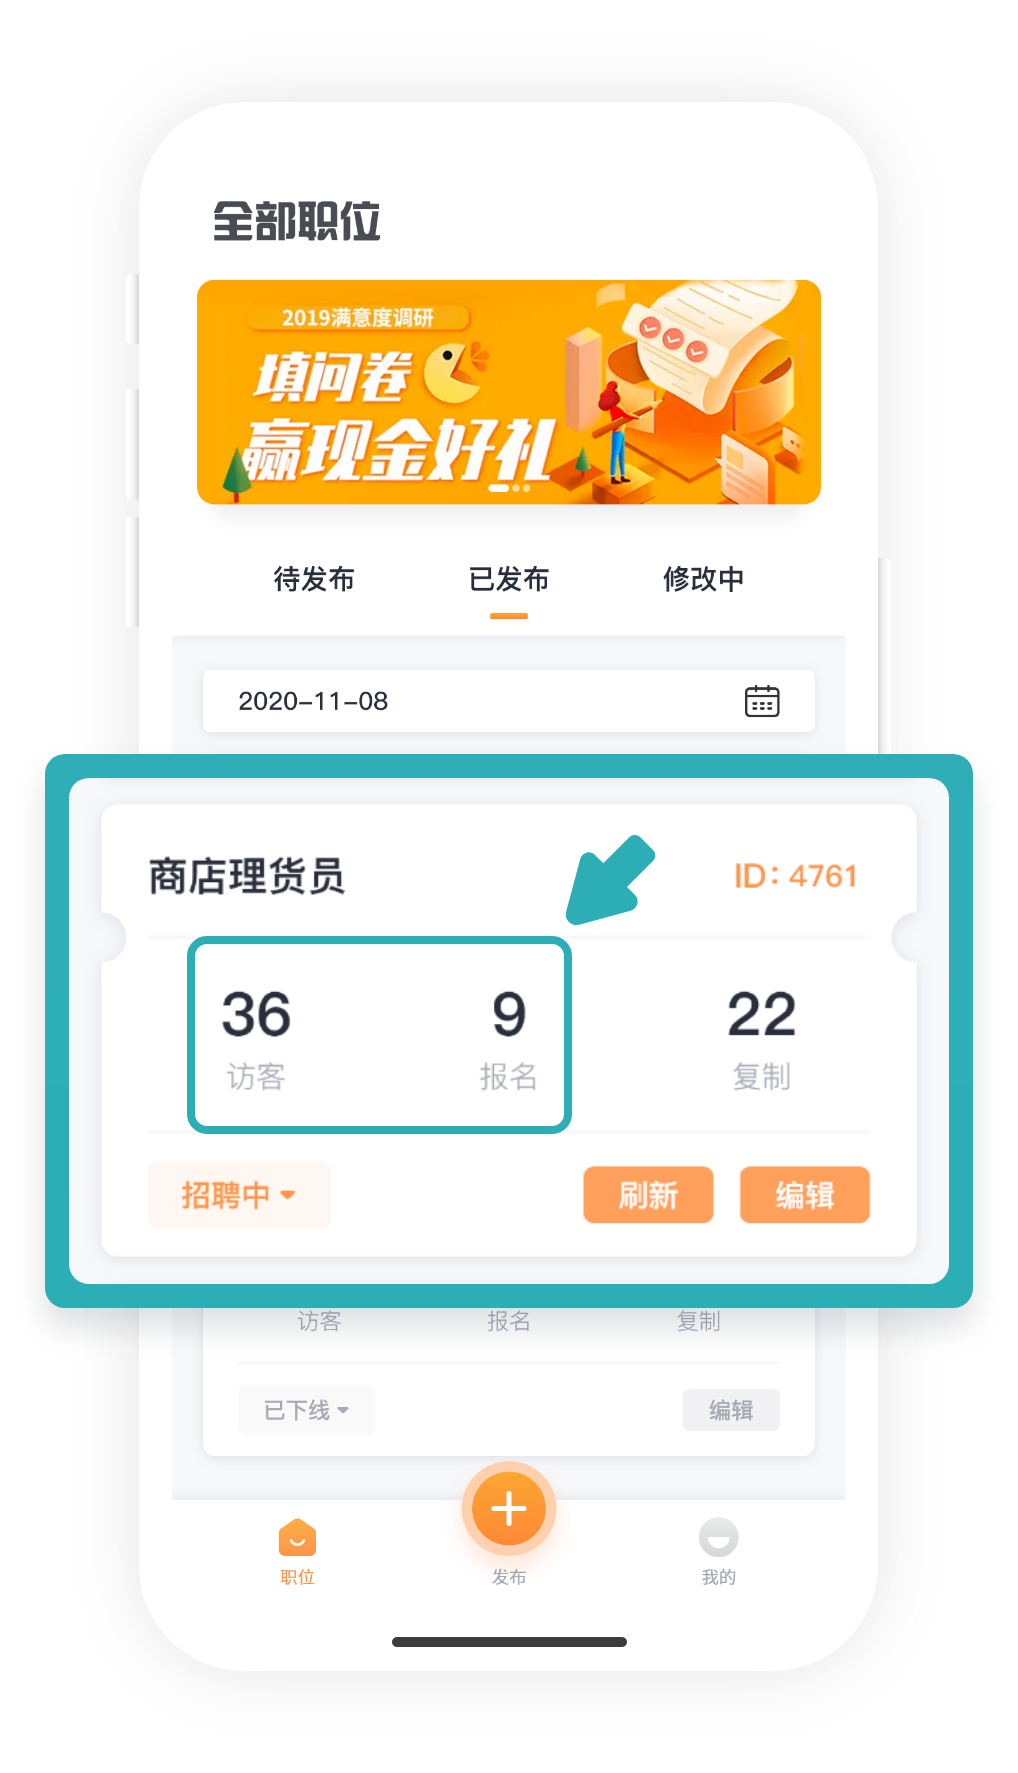 全部职位
2019满意度调研
填问卷
赢现金好礼
待发布 已发布 修改中
2020-11-08
商店理货员 ID: 4761
36 9 22
访客 报名 复制
招聘中 刷新 编辑
访客 报名 复制
已下线 编辑
职位 发布 我的